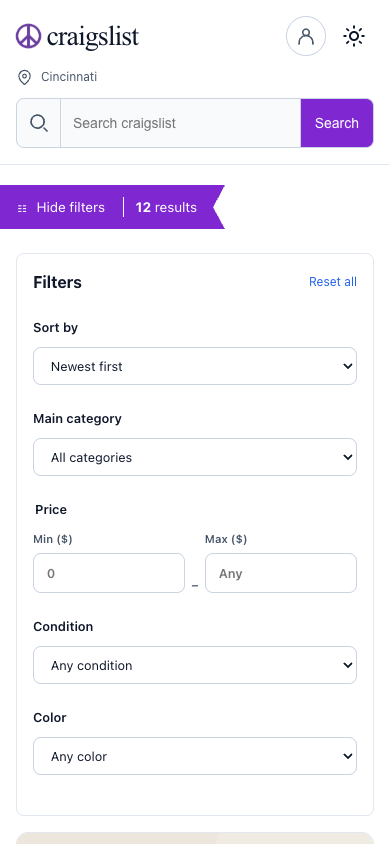 craigslist
Cincinnati
Search craigslist
Search
Hide filters
12 results
Filters
Reset all
Sort by
Newest first
Main category
All categories
Price
Min ($)
Max ($)
0
–
Any
Condition
Any condition
Color
Any color